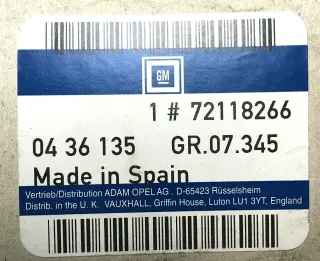 GM
1 # 72118266
04 36 135 GR.07.345
Made in Spain
Vertrieb/Distribution ADAM OPEL AG . D-65423 Rüsselsheim
Distrib. in the U. K. VAUXHALL, Griffin House, Luton LU1 3YT, England